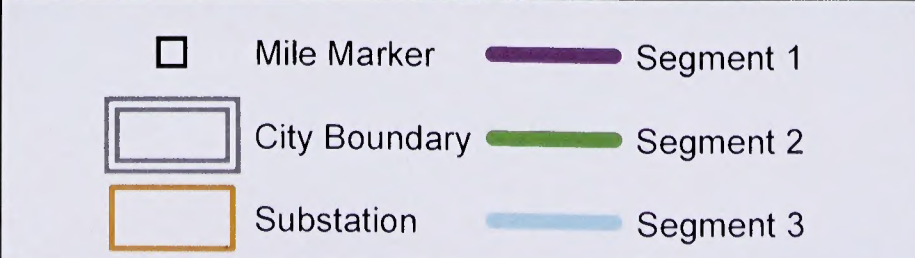 Mile Marker
Segment 1
City Boundary
Segment 2
Substation
Segment 3